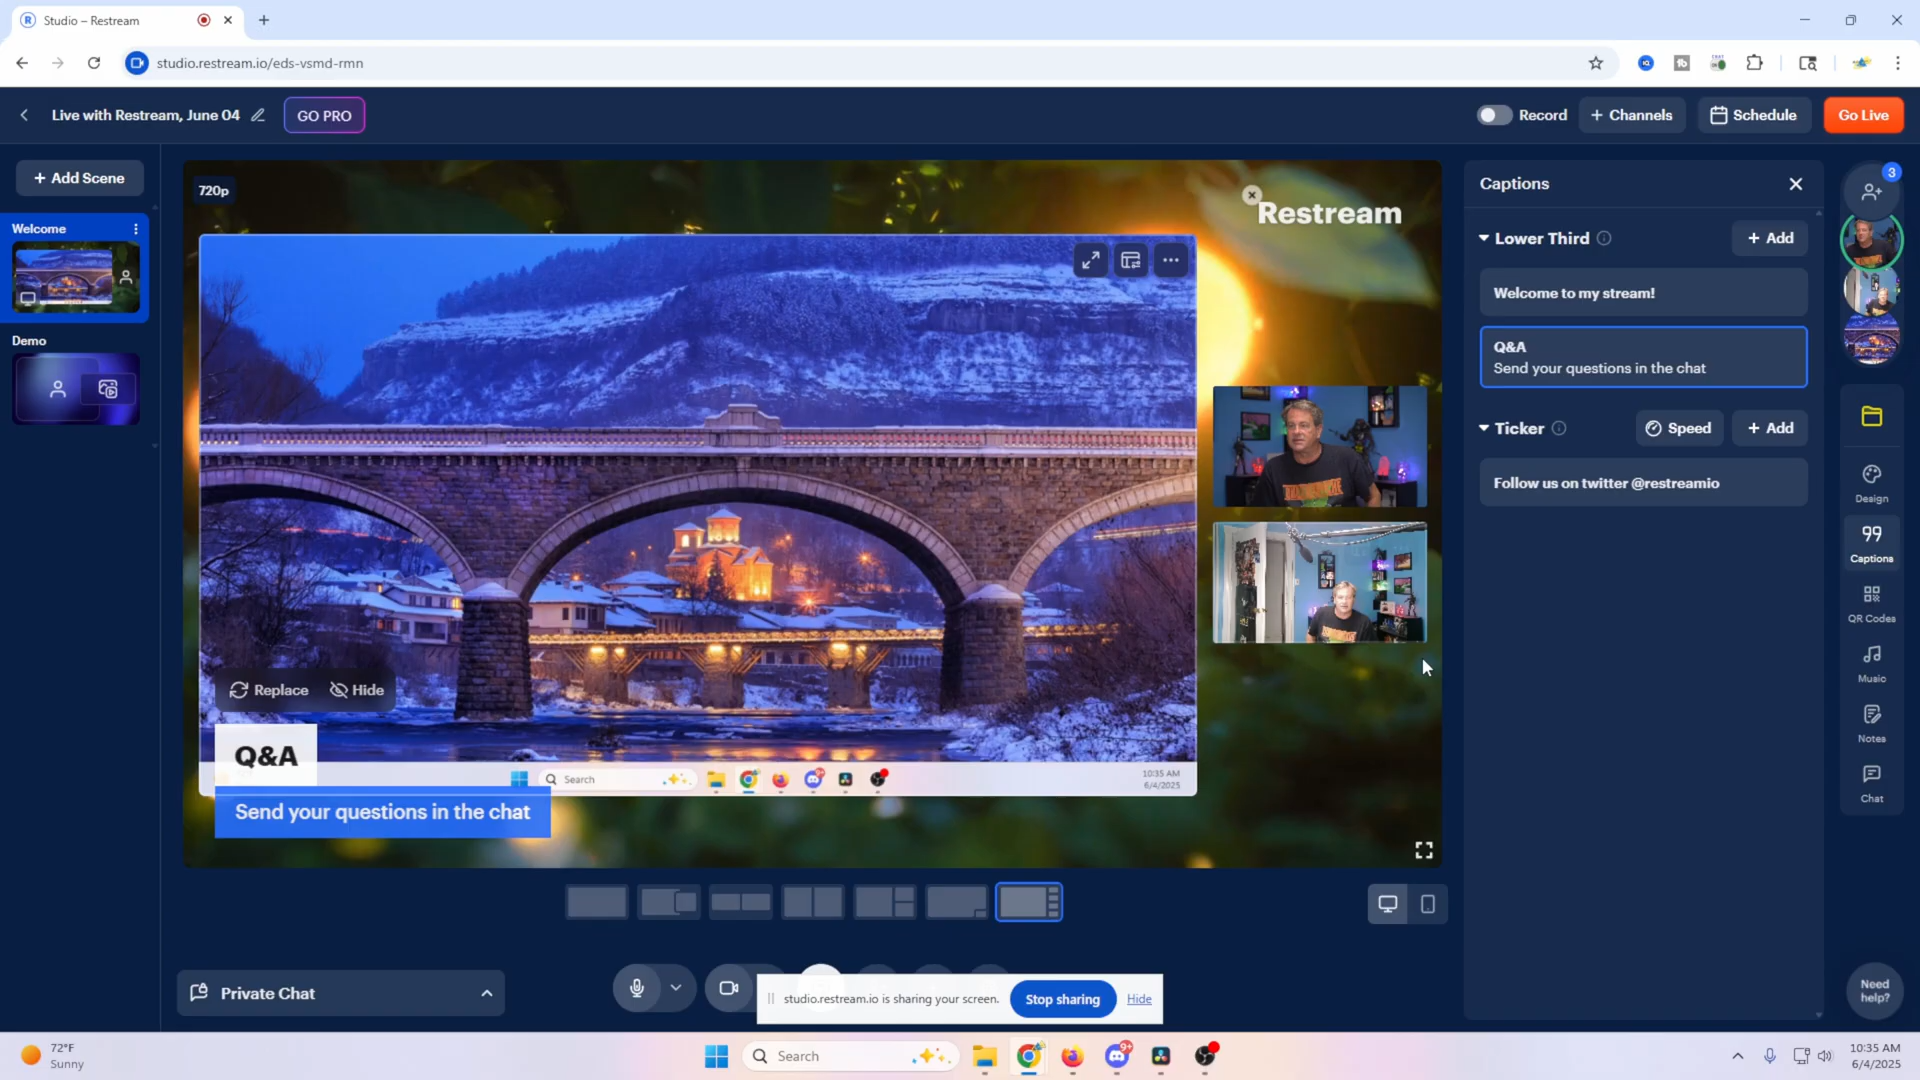 Studio – Restream
studio.restream.io/eds-vsmd-rmn
Live with Restream, June 04
GO PRO
Record
+ Channels
Schedule
Go Live
+ Add Scene
Welcome
Demo
720p
Restream
Replace
Hide
Q&A
Send your questions in the chat
Search
10:35 AM
6/4/2025
Captions
Lower Third
+ Add
Welcome to my stream!
Q&A
Send your questions in the chat
Ticker
Speed
+ Add
Follow us on twitter @restreamio
3
Design
Captions
QR Codes
Music
Notes
Chat
Need
help?
Private Chat
studio.restream.io is sharing your screen.
Stop sharing
Hide
72°F
Sunny
Search
9+
10:35 AM
6/4/2025